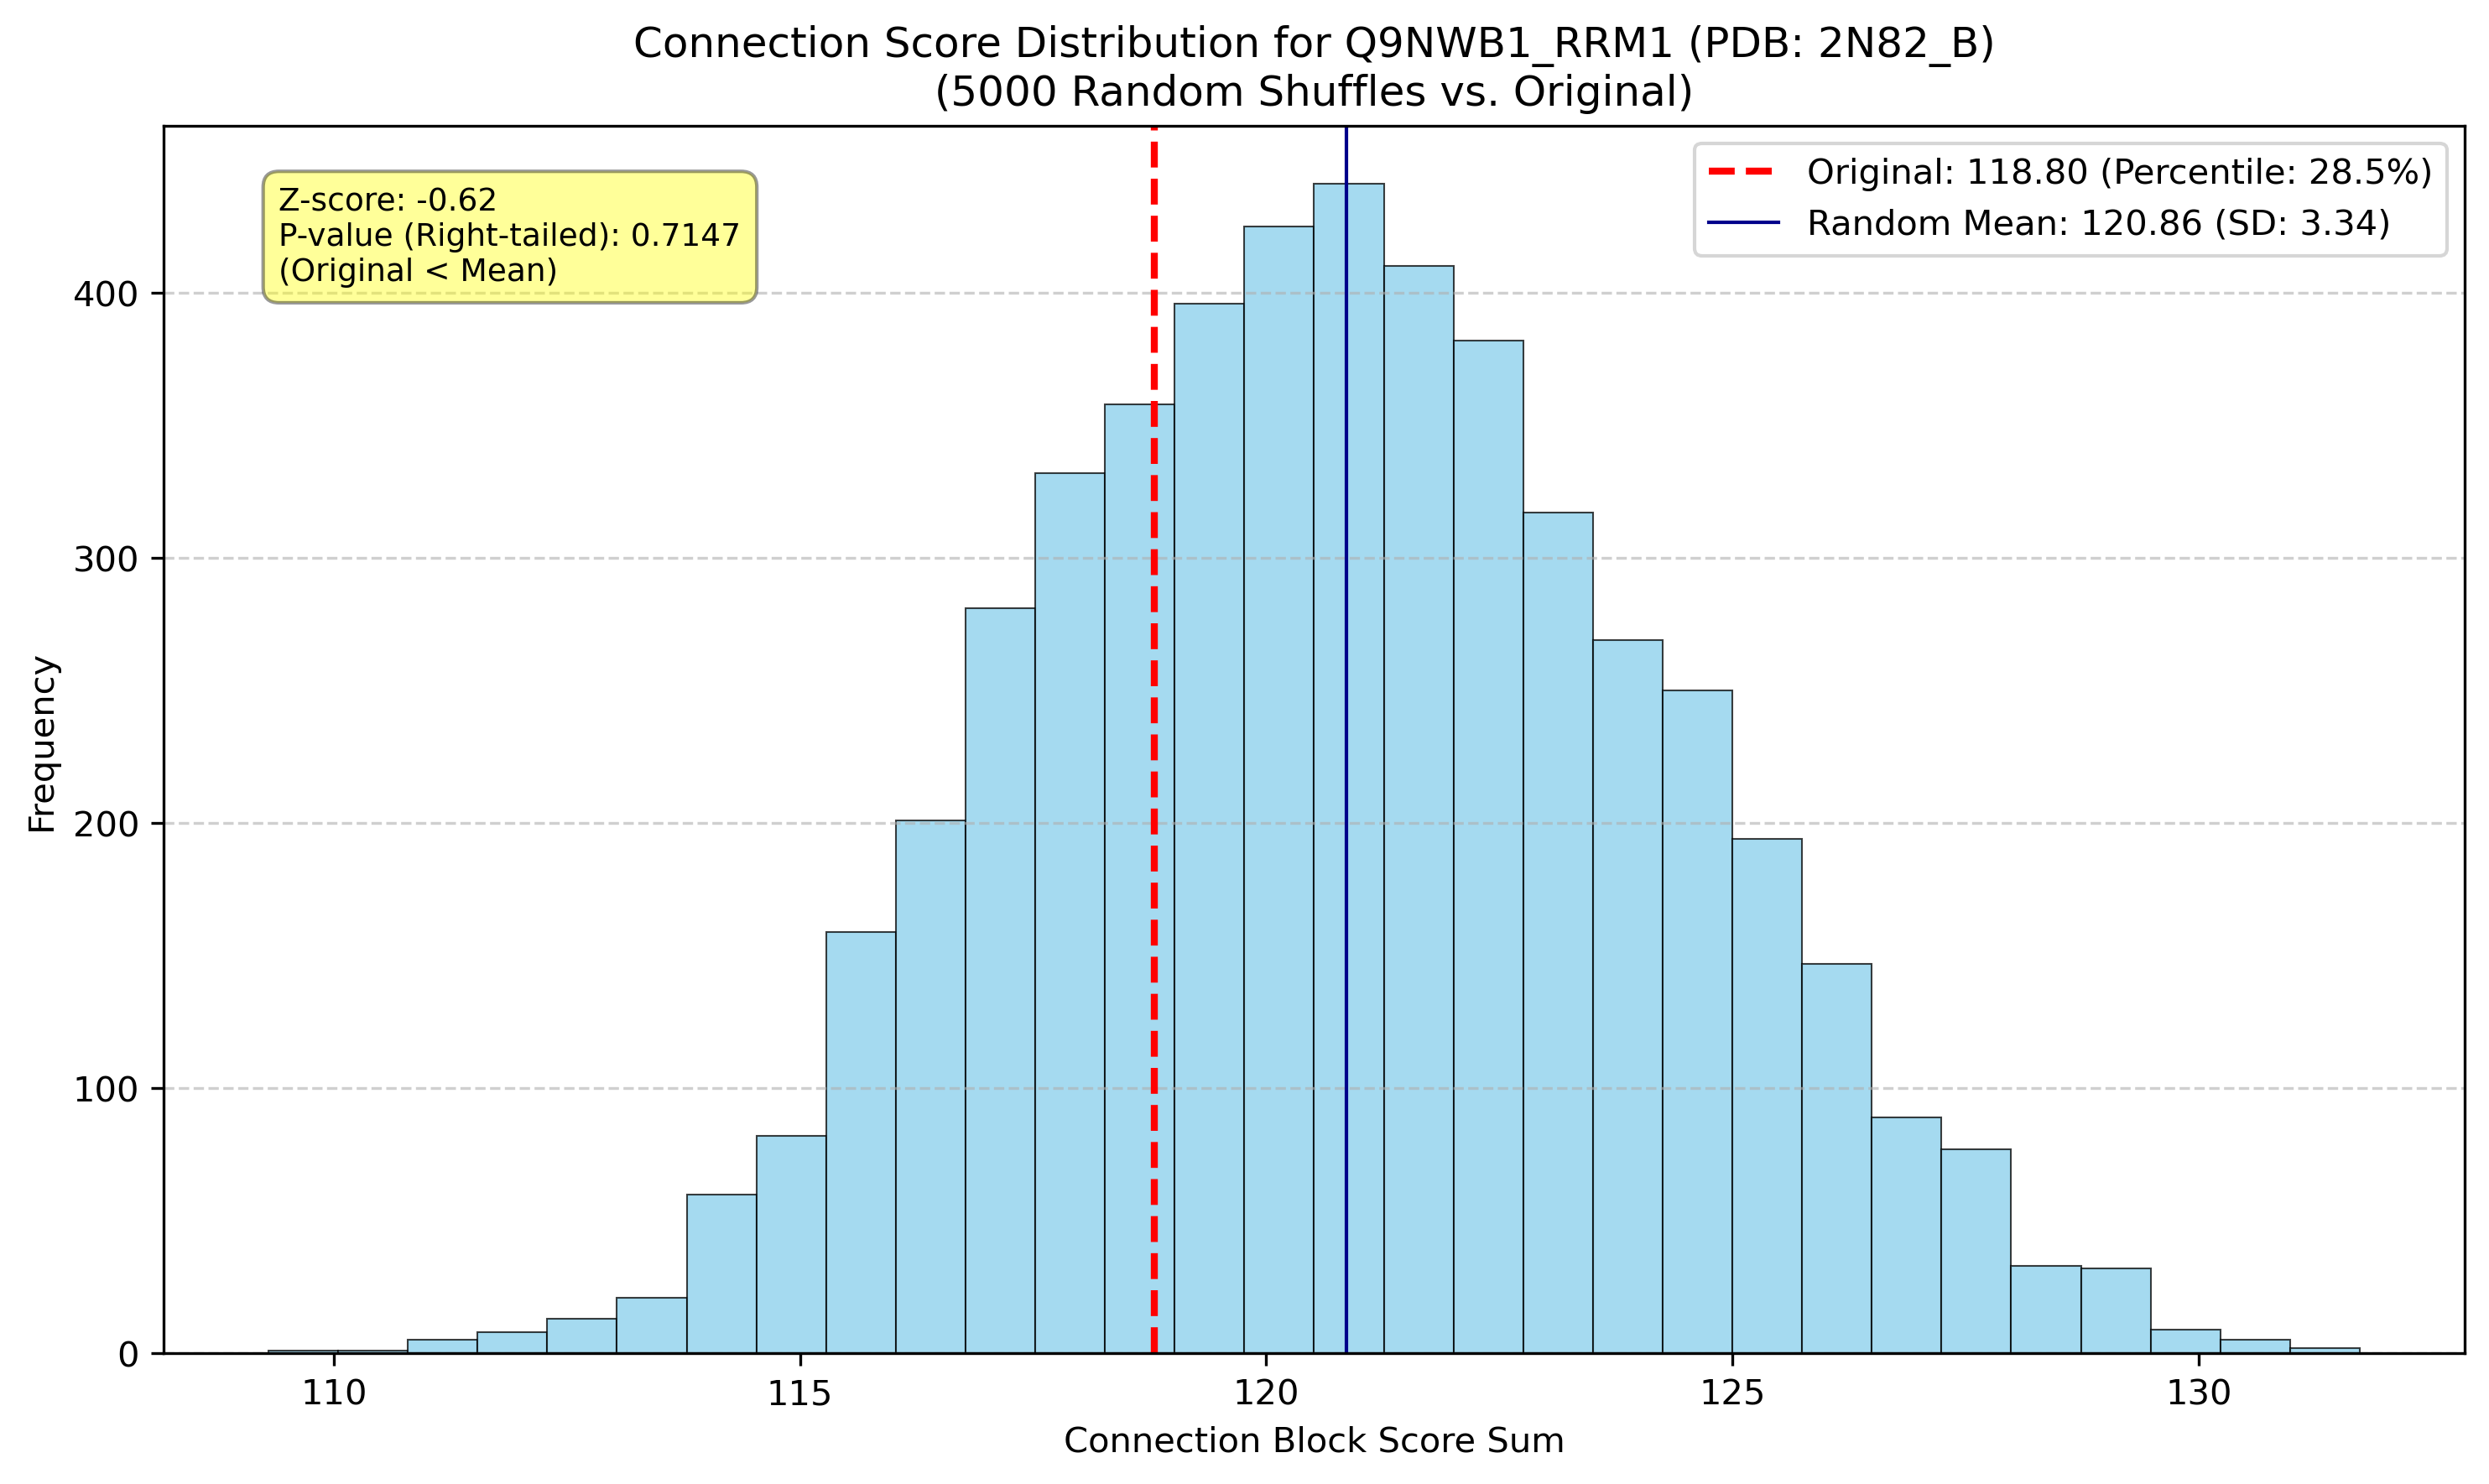 Connection Score Distribution for Q9NWB1_RRM1 (PDB: 2N82_B)
(5000 Random Shuffles vs. Original)
Z-score: -0.62
P-value (Right-tailed): 0.7147
(Original < Mean)
Original: 118.80 (Percentile: 28.5%)
Random Mean: 120.86 (SD: 3.34)
Frequency
400
300
200
100
0
110
115
120
125
130
Connection Block Score Sum